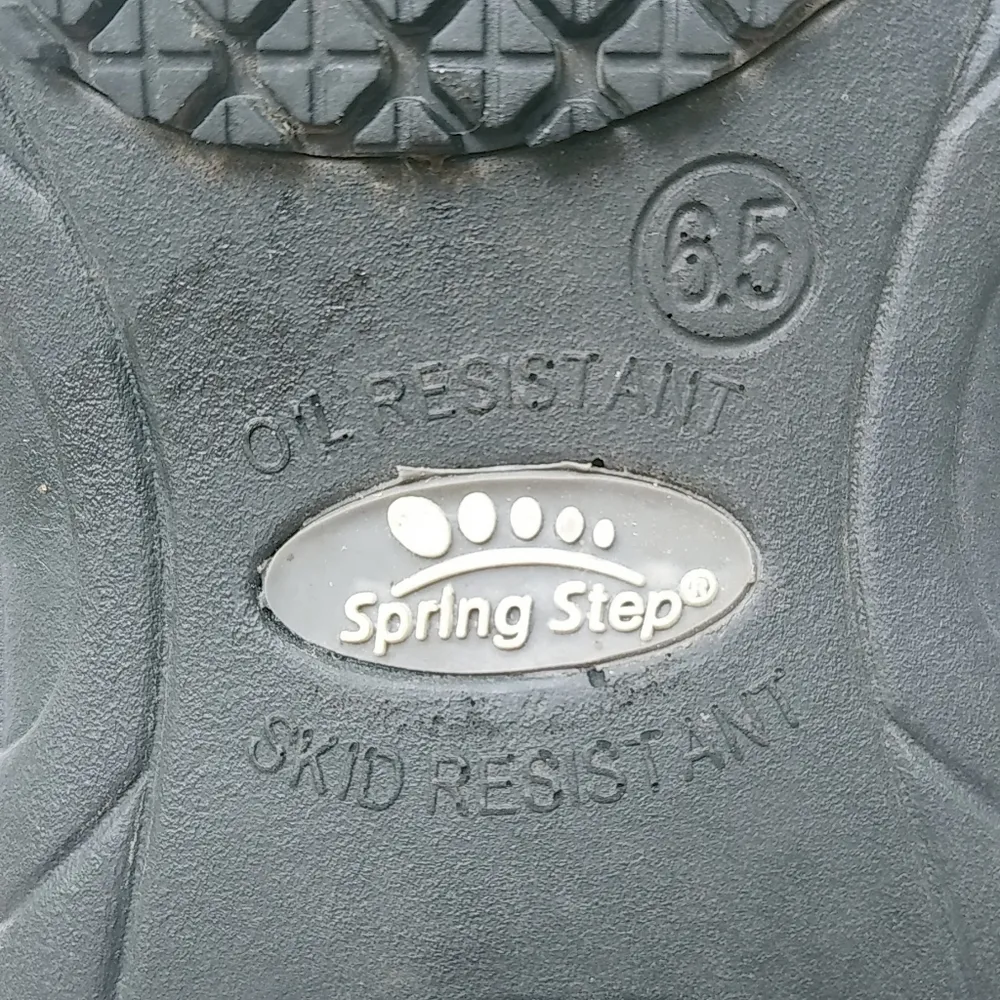 6.5
OIL RESISTANT
Spring Step®
SKID RESISTANT